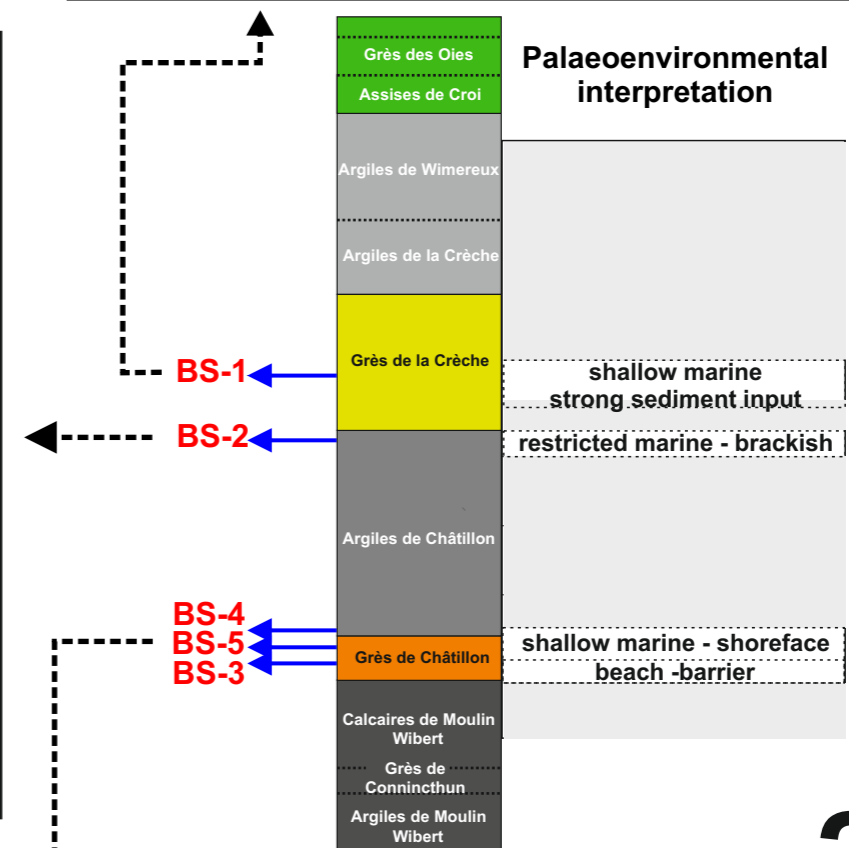 Grès des Oies
Assises de Croi
Argiles de Wimereux
Argiles de la Crèche
Grès de la Crèche
Argiles de Châtillon
Grès de Châtillon
Calcaires de Moulin
Wibert
Grès de
Connincthun
Argiles de Moulin
Wibert
BS-1
BS-2
BS-4
BS-5
BS-3
Palaeoenvironmental
interpretation
shallow marine
strong sediment input
restricted marine - brackish
shallow marine - shoreface
beach -barrier